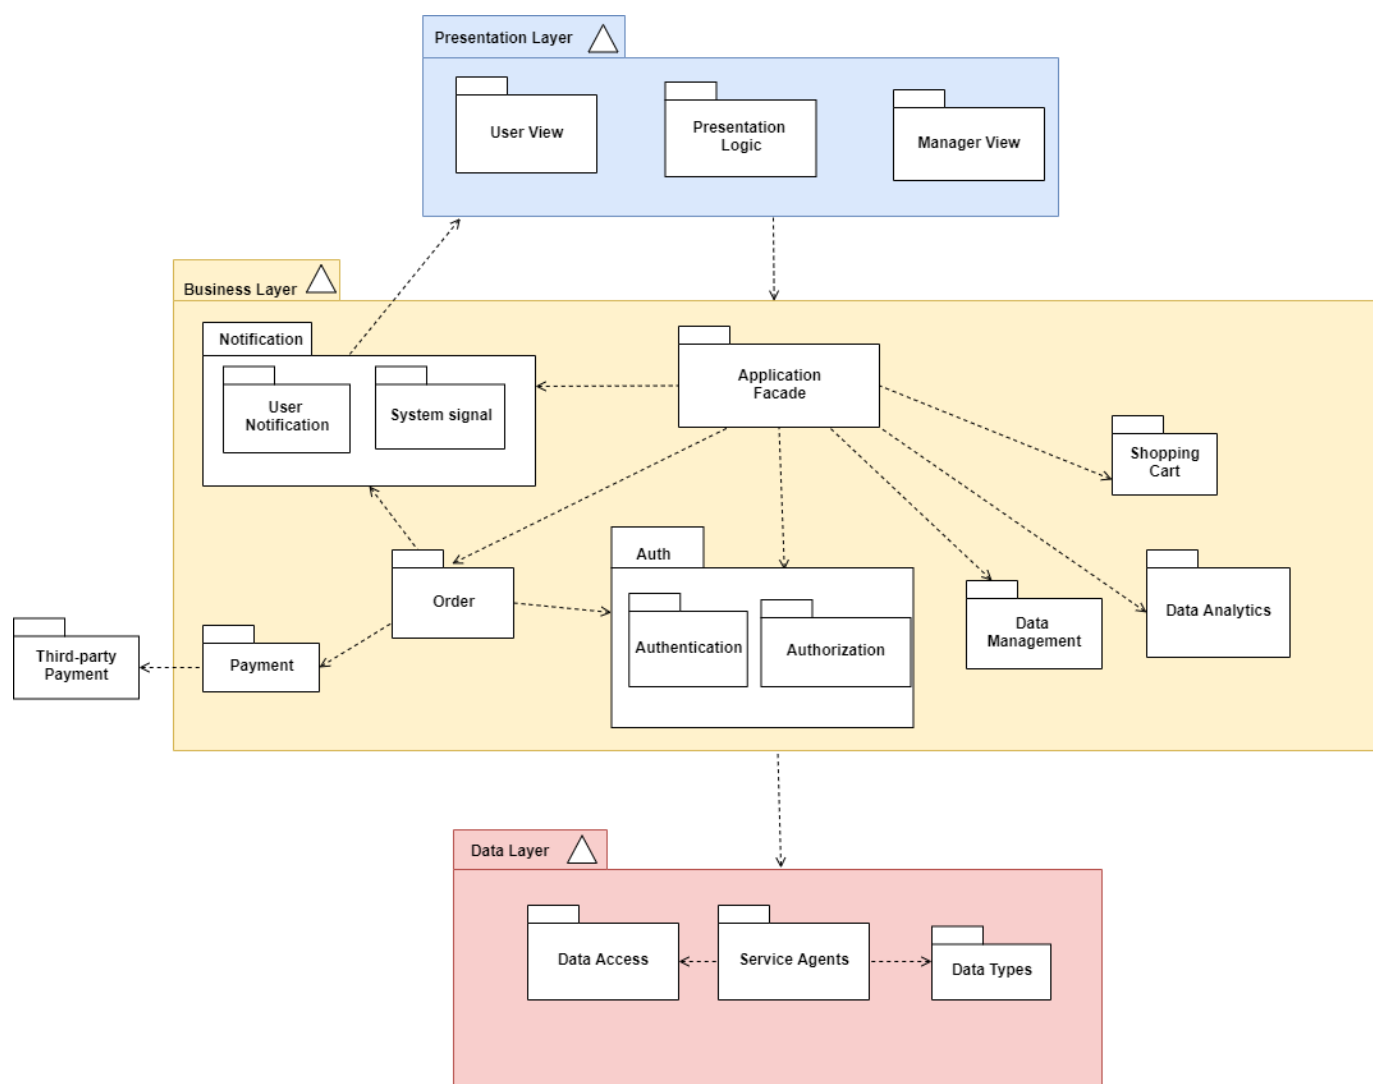 Presentation Layer
User View
Presentation
Logic
Manager View
Business Layer
Notification
User
Notification
System signal
Application
Facade
Shopping
Cart
Order
Auth
Authentication
Authorization
Data
Management
Data Analytics
Third-party
Payment
Payment
Data Layer
Data Access
Service Agents
Data Types